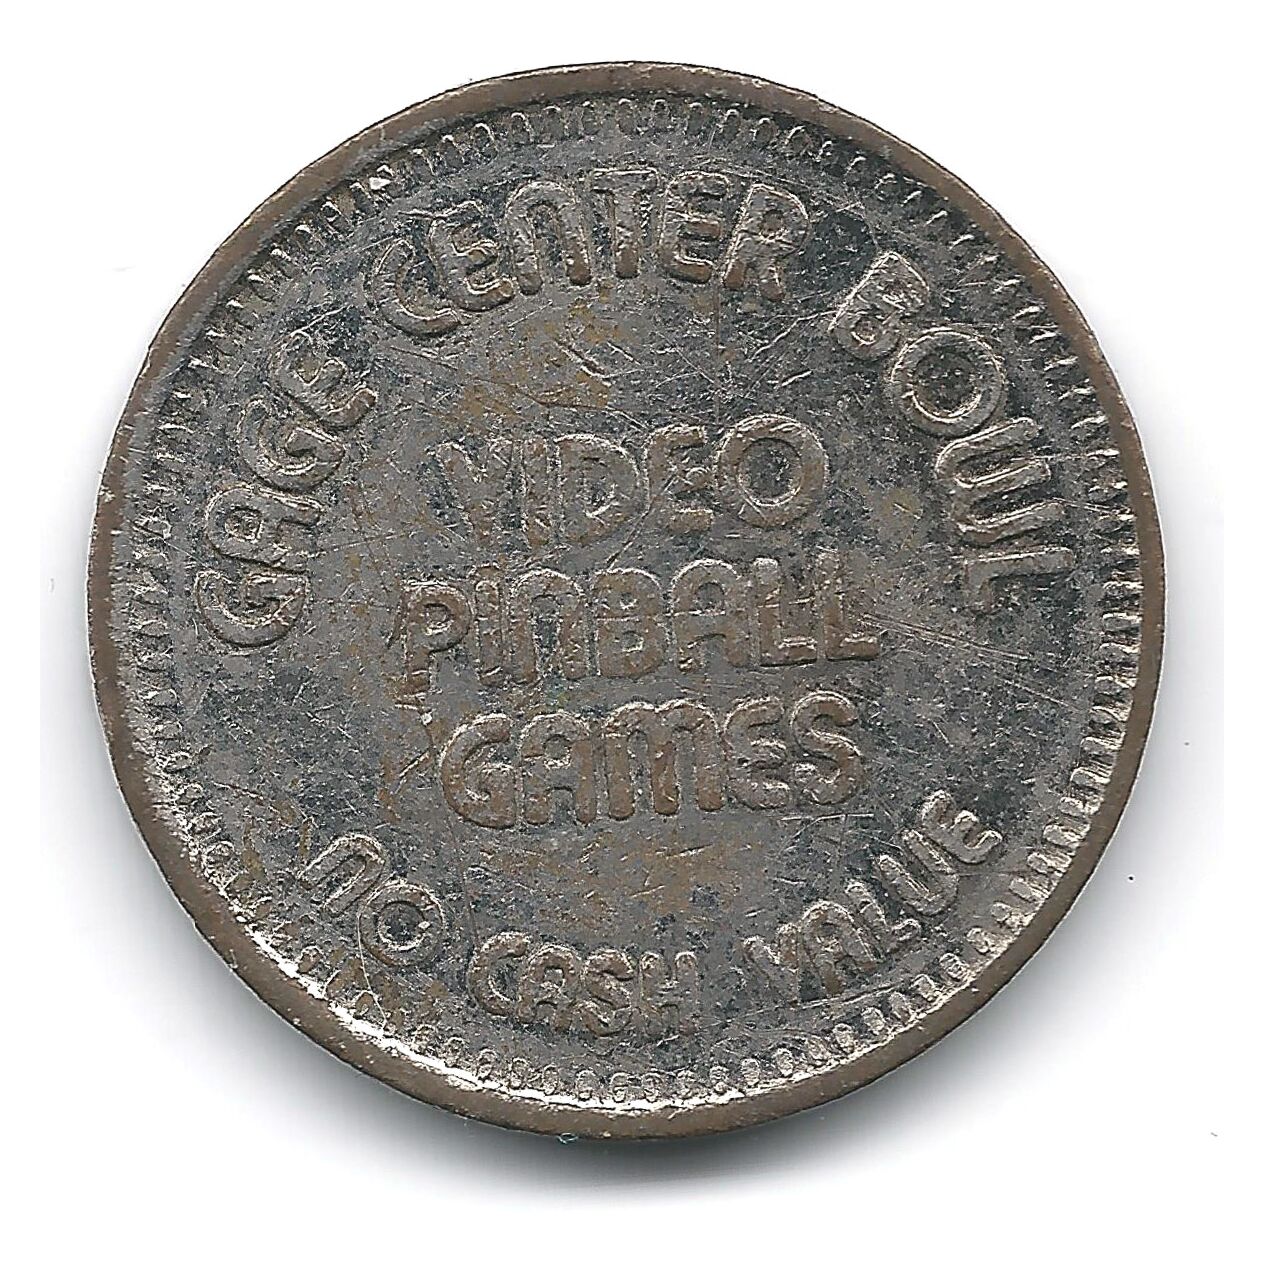 GAGE CENTER BOWL
VIDEO
PINBALL
GAMES
NO CASH VALUE